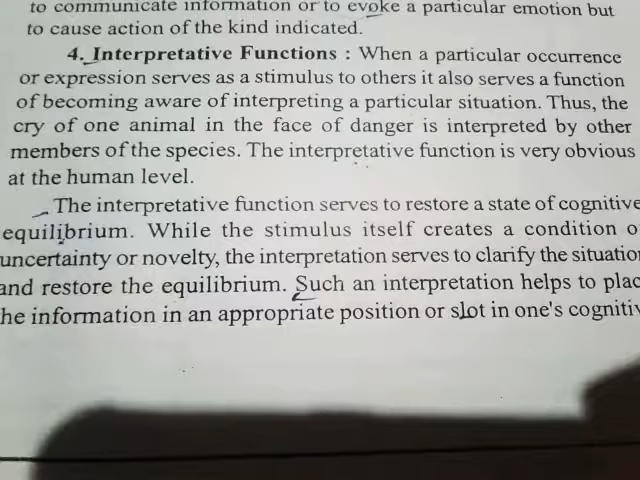 to communicate information or to evoke a particular emotion but
to cause action of the kind indicated.
4. Interpretative Functions : When a particular occurrence
or expression serves as a stimulus to others it also serves a function
of becoming aware of interpreting a particular situation. Thus, the
cry of one animal in the face of danger is interpreted by other
members of the species. The interpretative function is very obvious
at the human level.
The interpretative function serves to restore a state of cognitive
equilibrium. While the stimulus itself creates a condition o
uncertainty or novelty, the interpretation serves to clarify the situation
and restore the equilibrium. Such an interpretation helps to plac
he information in an appropriate position or slot in one's cognitiv